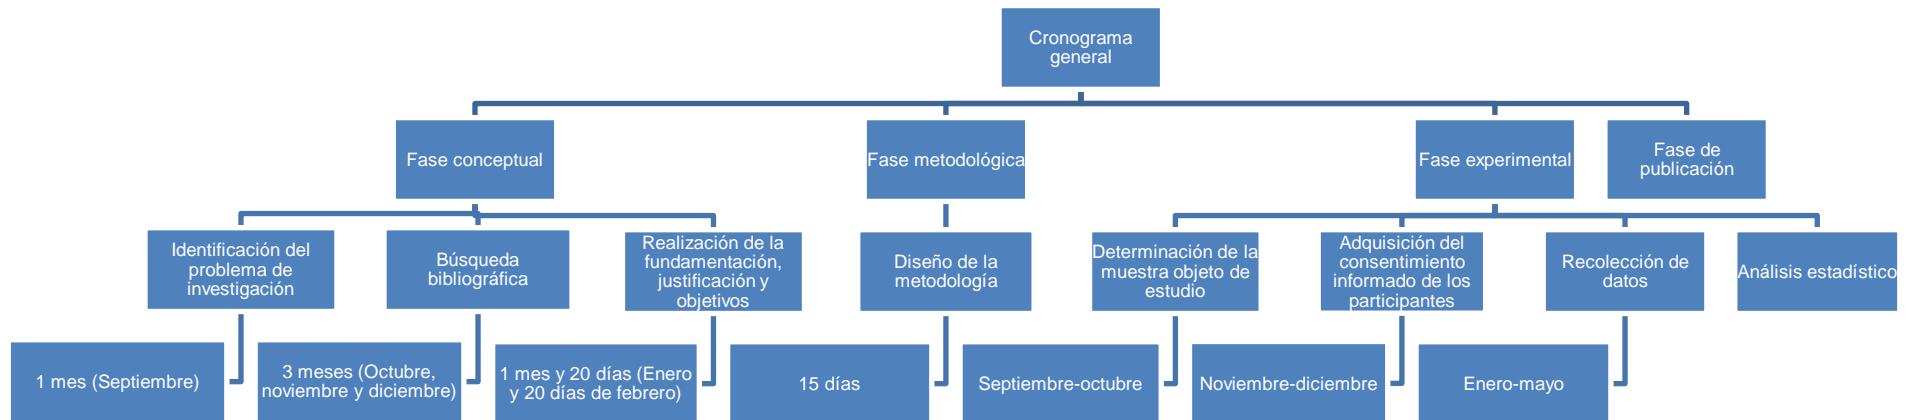 Cronograma
general
Fase conceptual
Fase metodológica
Fase experimental
Fase de
publicación
Identificación del
problema de
investigación
Búsqueda
bibliográfica
Realización de la
fundamentación,
justificación y
objetivos
Diseño de la
metodología
Determinación de la
muestra objeto de
estudio
Adquisición del
consentimiento
informado de los
participantes
Recolección de
datos
Análisis estadístico
1 mes (Septiembre)
3 meses (Octubre,
noviembre y diciembre)
1 mes y 20 días (Enero
y 20 días de febrero)
15 días
Septiembre-octubre
Noviembre-diciembre
Enero-mayo